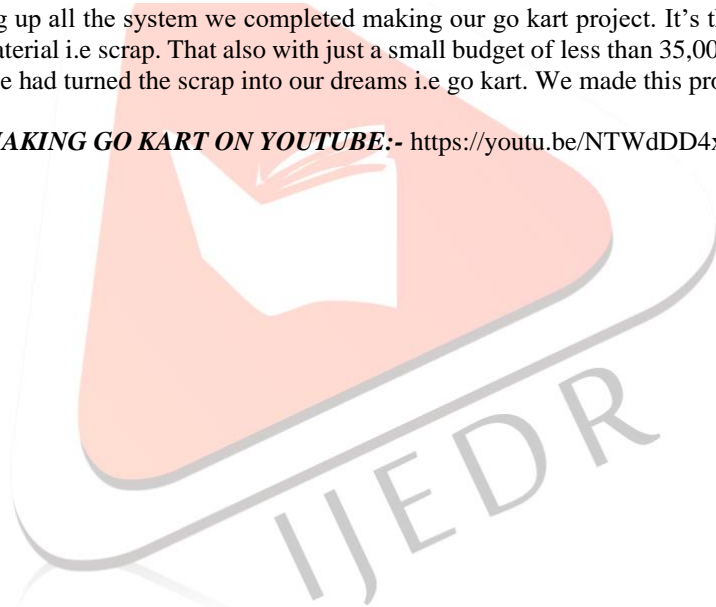 g up all the system we completed making our go kart project. It's t
aterial i.e scrap. That also with just a small budget of less than 35,00
e had turned the scrap into our dreams i.e go kart. We made this pro
AKING GO KART ON YOUTUBE:- https://youtu.be/NTWdDD4x
IJEDR